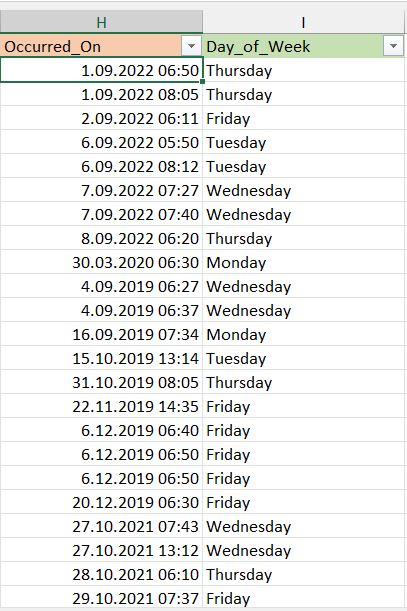 H I
Occurred_On Day_of_Week
1.09.2022 06:50 Thursday
1.09.2022 08:05 Thursday
2.09.2022 06:11 Friday
6.09.2022 05:50 Tuesday
6.09.2022 08:12 Tuesday
7.09.2022 07:27 Wednesday
7.09.2022 07:40 Wednesday
8.09.2022 06:20 Thursday
30.03.2020 06:30 Monday
4.09.2019 06:27 Wednesday
4.09.2019 06:37 Wednesday
16.09.2019 07:34 Monday
15.10.2019 13:14 Tuesday
31.10.2019 08:05 Thursday
22.11.2019 14:35 Friday
6.12.2019 06:40 Friday
6.12.2019 06:50 Friday
6.12.2019 06:50 Friday
20.12.2019 06:30 Friday
27.10.2021 07:43 Wednesday
27.10.2021 13:12 Wednesday
28.10.2021 06:10 Thursday
29.10.2021 07:37 Friday